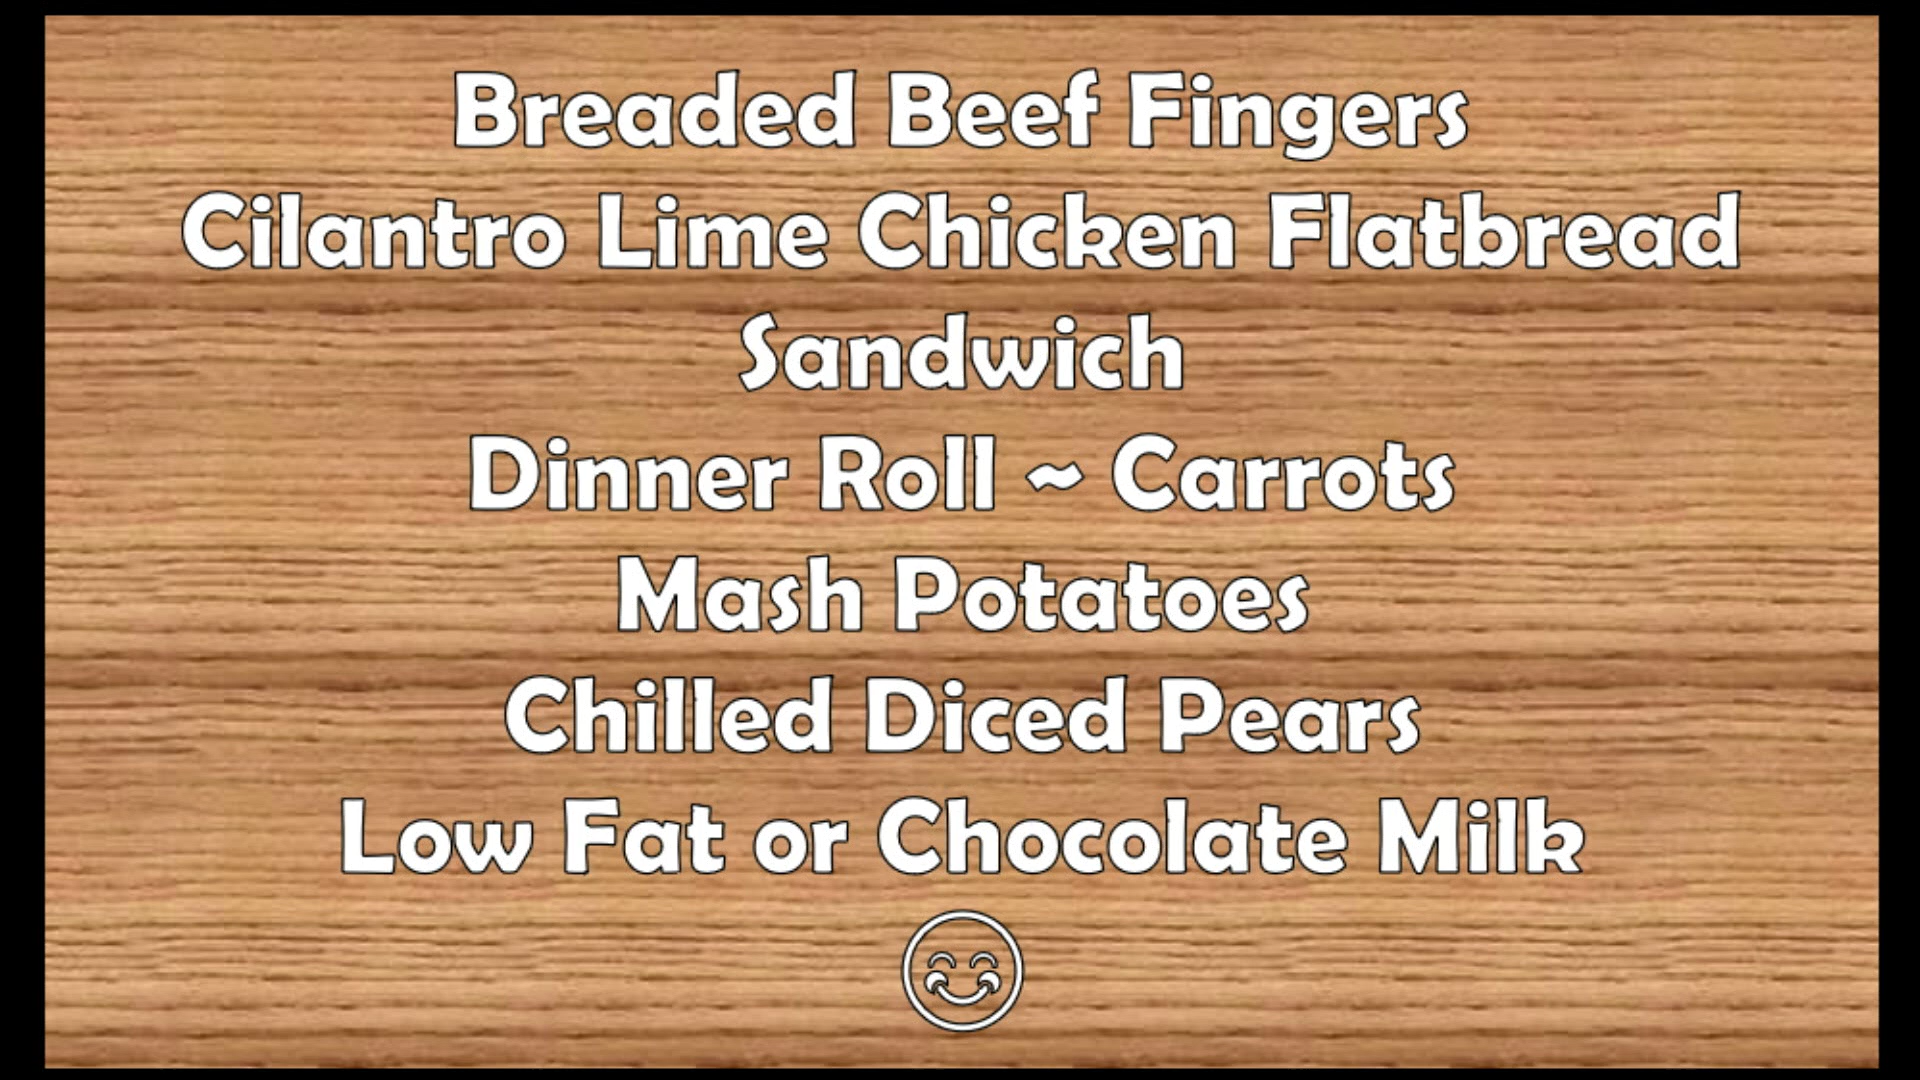 Breaded Beef Fingers
Cilantro Lime Chicken Flatbread
Sandwich
Dinner Roll ~ Carrots
Mash Potatoes
Chilled Diced Pears
Low Fat or Chocolate Milk